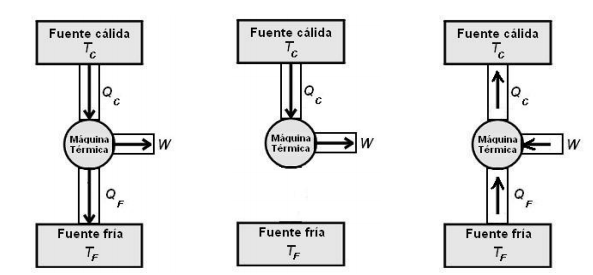 Fuente cálida
T_C
Q_C
Máquina
Térmica
W
Q_F
Fuente fría
T_F
Fuente cálida
T_C
Q_C
Máquina
Térmica
W
Fuente fría
T_F
Fuente cálida
T_C
Q_C
Máquina
Térmica
W
Q_F
Fuente fría
T_F